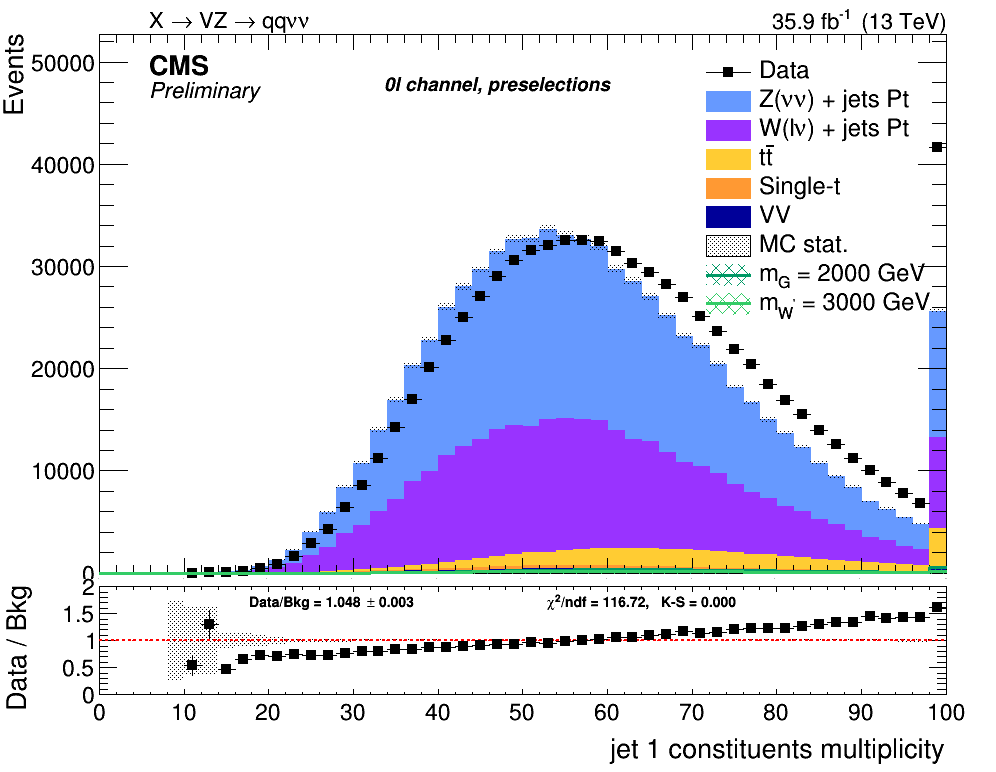 X → VZ → qqνν
35.9 fb⁻¹ (13 TeV)
Events
50000
40000
30000
20000
10000
0
CMS
Preliminary
0l channel, preselections
Data
Z(νν) + jets Pt
W(lν) + jets Pt
tt̄
Single-t
VV
MC stat.
m_G = 2000 GeV
m_W' = 3000 GeV
Data / Bkg
2
1.5
1
0.5
0
Data/Bkg = 1.048 ± 0.003
χ²/ndf = 116.72, K-S = 0.000
0 10 20 30 40 50 60 70 80 90 100
jet 1 constituents multiplicity